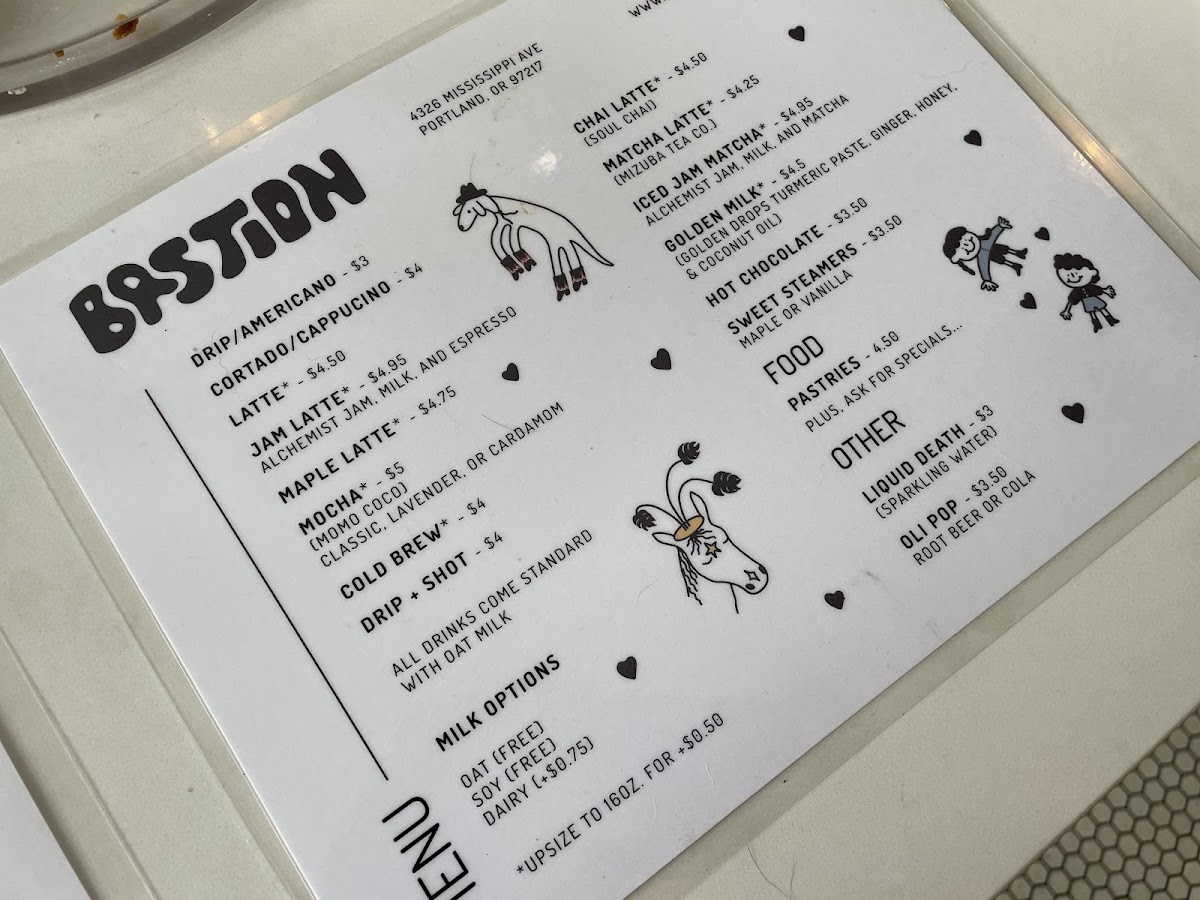 BASTION
4326 MISSISSIPPI AVE
PORTLAND, OR 97217
DRIP/AMERICANO - $3
CORTADO/CAPPUCINO - $4
LATTE* - $4.50
JAM LATTE* - $4.95
ALCHEMIST JAM, MILK, AND ESPRESSO
MAPLE LATTE* - $4.75
MOCHA* - $5
(MOMO COCO)
CLASSIC, LAVENDER, OR CARDAMOM
COLD BREW* - $4
DRIP + SHOT - $4
ALL DRINKS COME STANDARD
WITH OAT MILK
MILK OPTIONS
OAT (FREE)
SOY (FREE)
DAIRY (+$0.75)
*UPSIZE TO 16OZ. FOR +$0.50
WWW.
CHAI LATTE* - $4.50
(SOUL CHAI)
MATCHA LATTE* - $4.25
(MIZUBA TEA CO.)
ICED JAM MATCHA* - $4.95
ALCHEMIST JAM, MILK, AND MATCHA
GOLDEN MILK* - $4.5
(GOLDEN DROPS TURMERIC PASTE, GINGER, HONEY,
& COCONUT OIL)
HOT CHOCOLATE - $3.50
SWEET STEAMERS - $3.50
MAPLE OR VANILLA
FOOD
PASTRIES - 4.50
PLUS, ASK FOR SPECIALS...
OTHER
LIQUID DEATH - $3
(SPARKLING WATER)
OLI POP - $3.50
ROOT BEER OR COLA
ENU